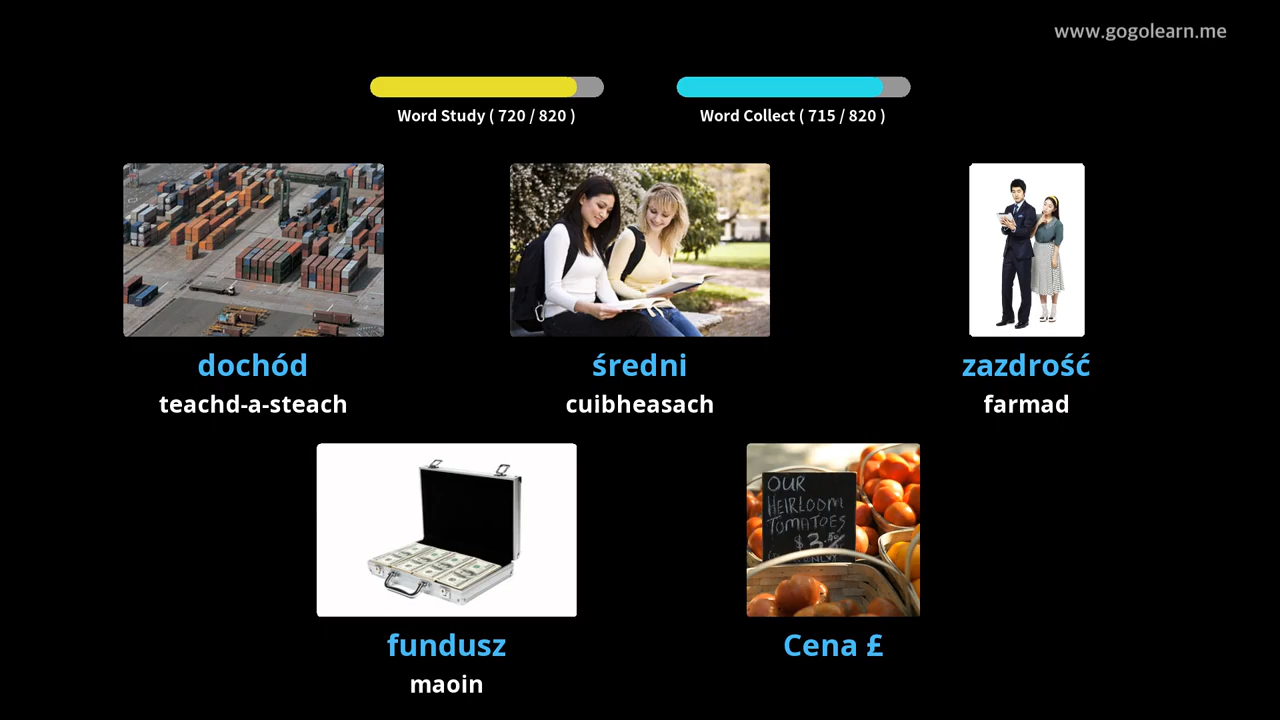 www.gogolearn.me
Word Study ( 720 / 820 )
Word Collect ( 715 / 820 )
dochód
teachd-a-steach
średni
cuibheasach
zazdrość
farmad
OUR
HEIRLOOM
TOMATOES
fundusz
maoin
Cena £